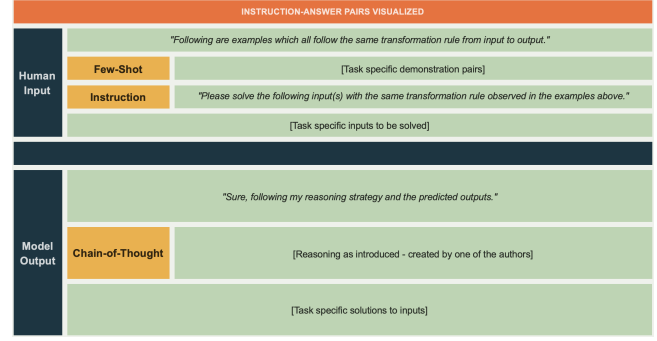 INSTRUCTION-ANSWER PAIRS VISUALIZED
Human
Input
"Following are examples which all follow the same transformation rule from input to output."
Few-Shot
[Task specific demonstration pairs]
Instruction
"Please solve the following input(s) with the same transformation rule observed in the examples above."
[Task specific inputs to be solved]
Model
Output
"Sure, following my reasoning strategy and the predicted outputs."
Chain-of-Thought
[Reasoning as introduced - created by one of the authors]
[Task specific solutions to inputs]